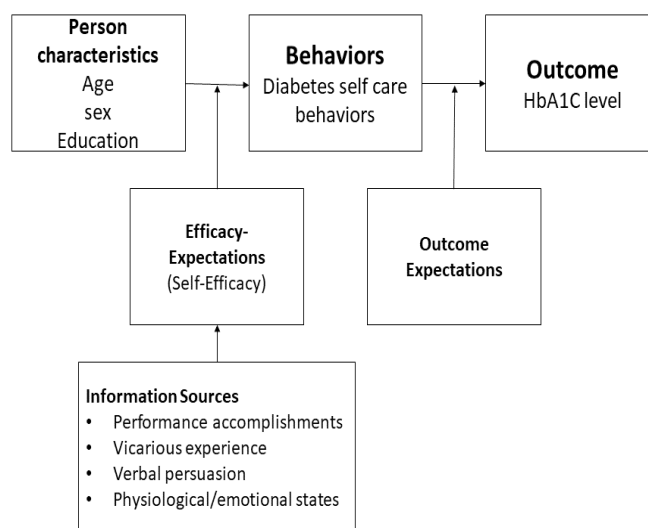 Person
characteristics
Age
sex
Education
Behaviors
Diabetes self care
behaviors
Outcome
HbA1C level
Efficacy-
Expectations
(Self-Efficacy)
Outcome
Expectations
Information Sources
• Performance accomplishments
• Vicarious experience
• Verbal persuasion
• Physiological/emotional states